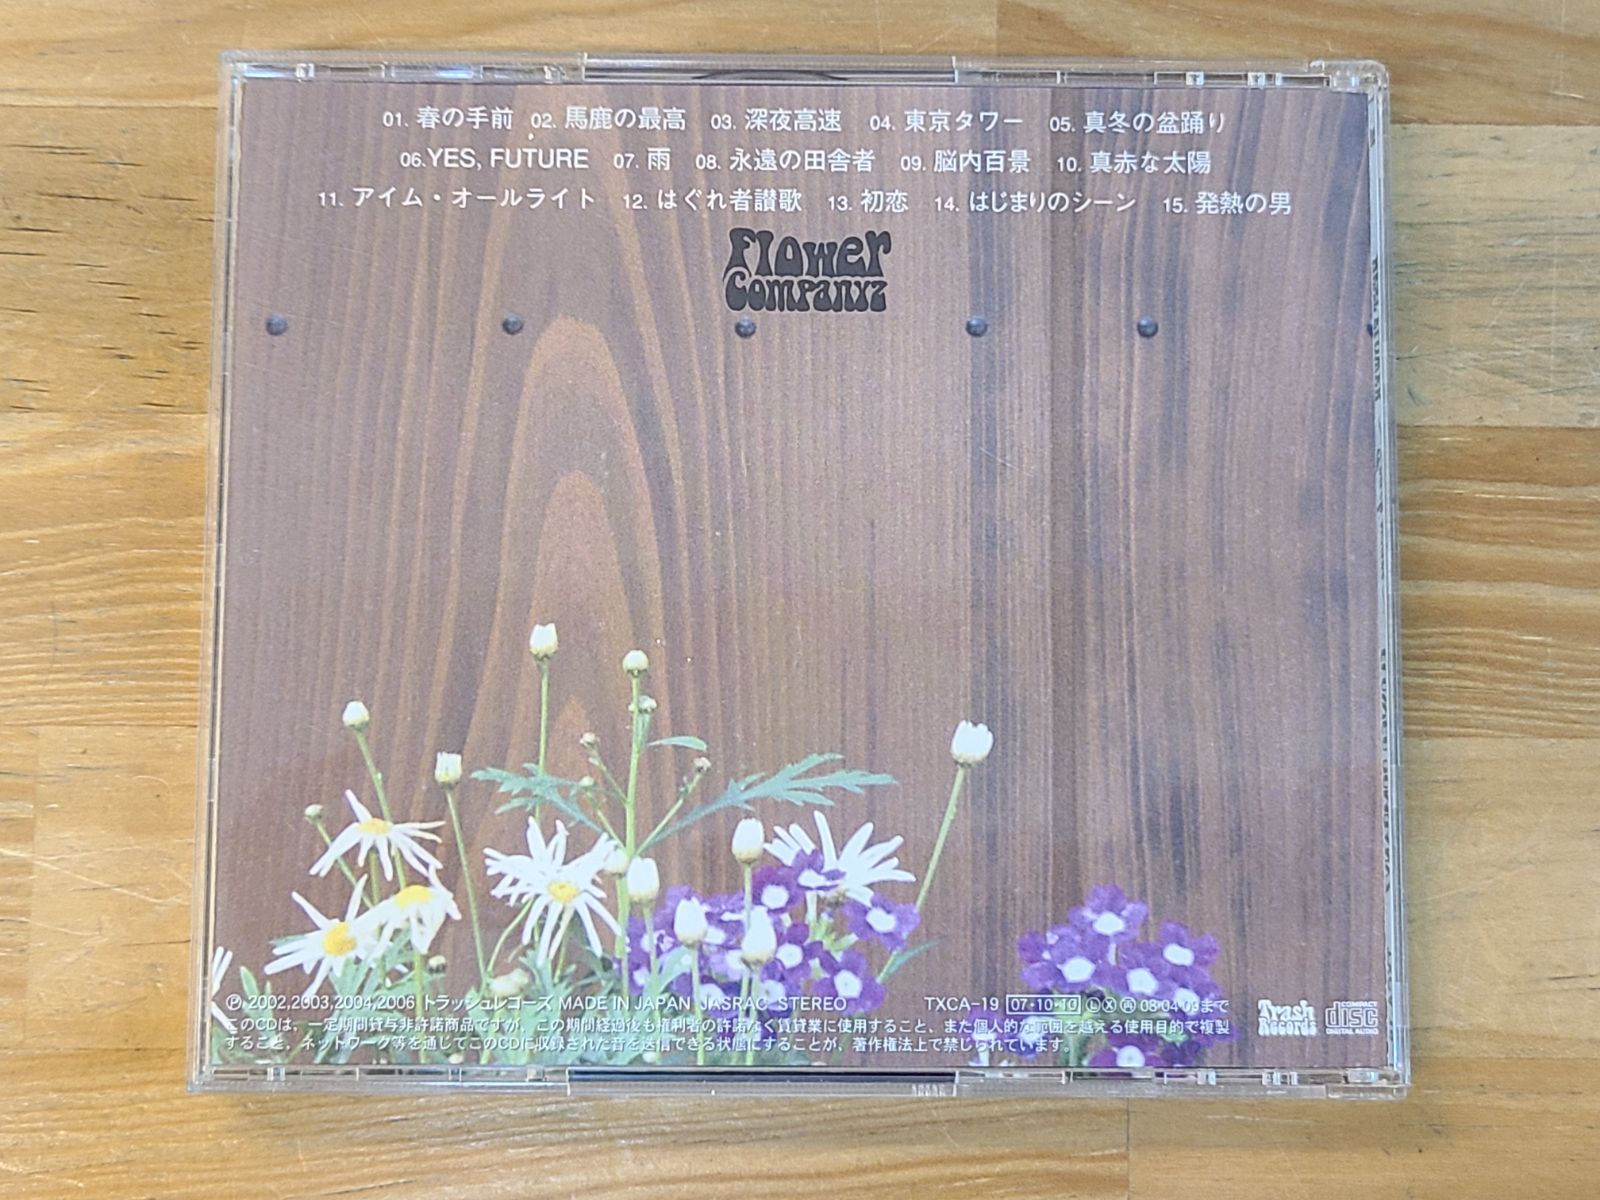 01. 春の手前 02. 馬鹿の最高 03. 深夜高速 04. 東京タワー 05. 真冬の盆踊り
06.YES, FUTURE 07. 雨 08. 永遠の田舎者 09. 脳内百景 10. 真赤な太陽
11. アイム・オールライト 12. はぐれ者讃歌 13. 初恋 14. はじまりのシーン 15. 発熱の男
Flower
Companyz
Ⓟ 2002,2003,2004,2006 トラッシュレコーズ MADE IN JAPAN JASRAC STEREO TXCA-19 07・10・10 Ⓛ Ⓧ 08·04·09まで
このCDは、一定期間貸与非許諾商品ですが、この期間経過後も権利者の許諾なく賃貸業に使用すること、また個人的な範囲を越える使用目的で複製
すること、ネットワーク等を通じてこのCDに収録された音を送信できる状態にすることが、著作権法上で禁じられています。
Trash
Records
COMPACT
disc
DIGITAL AUDIO